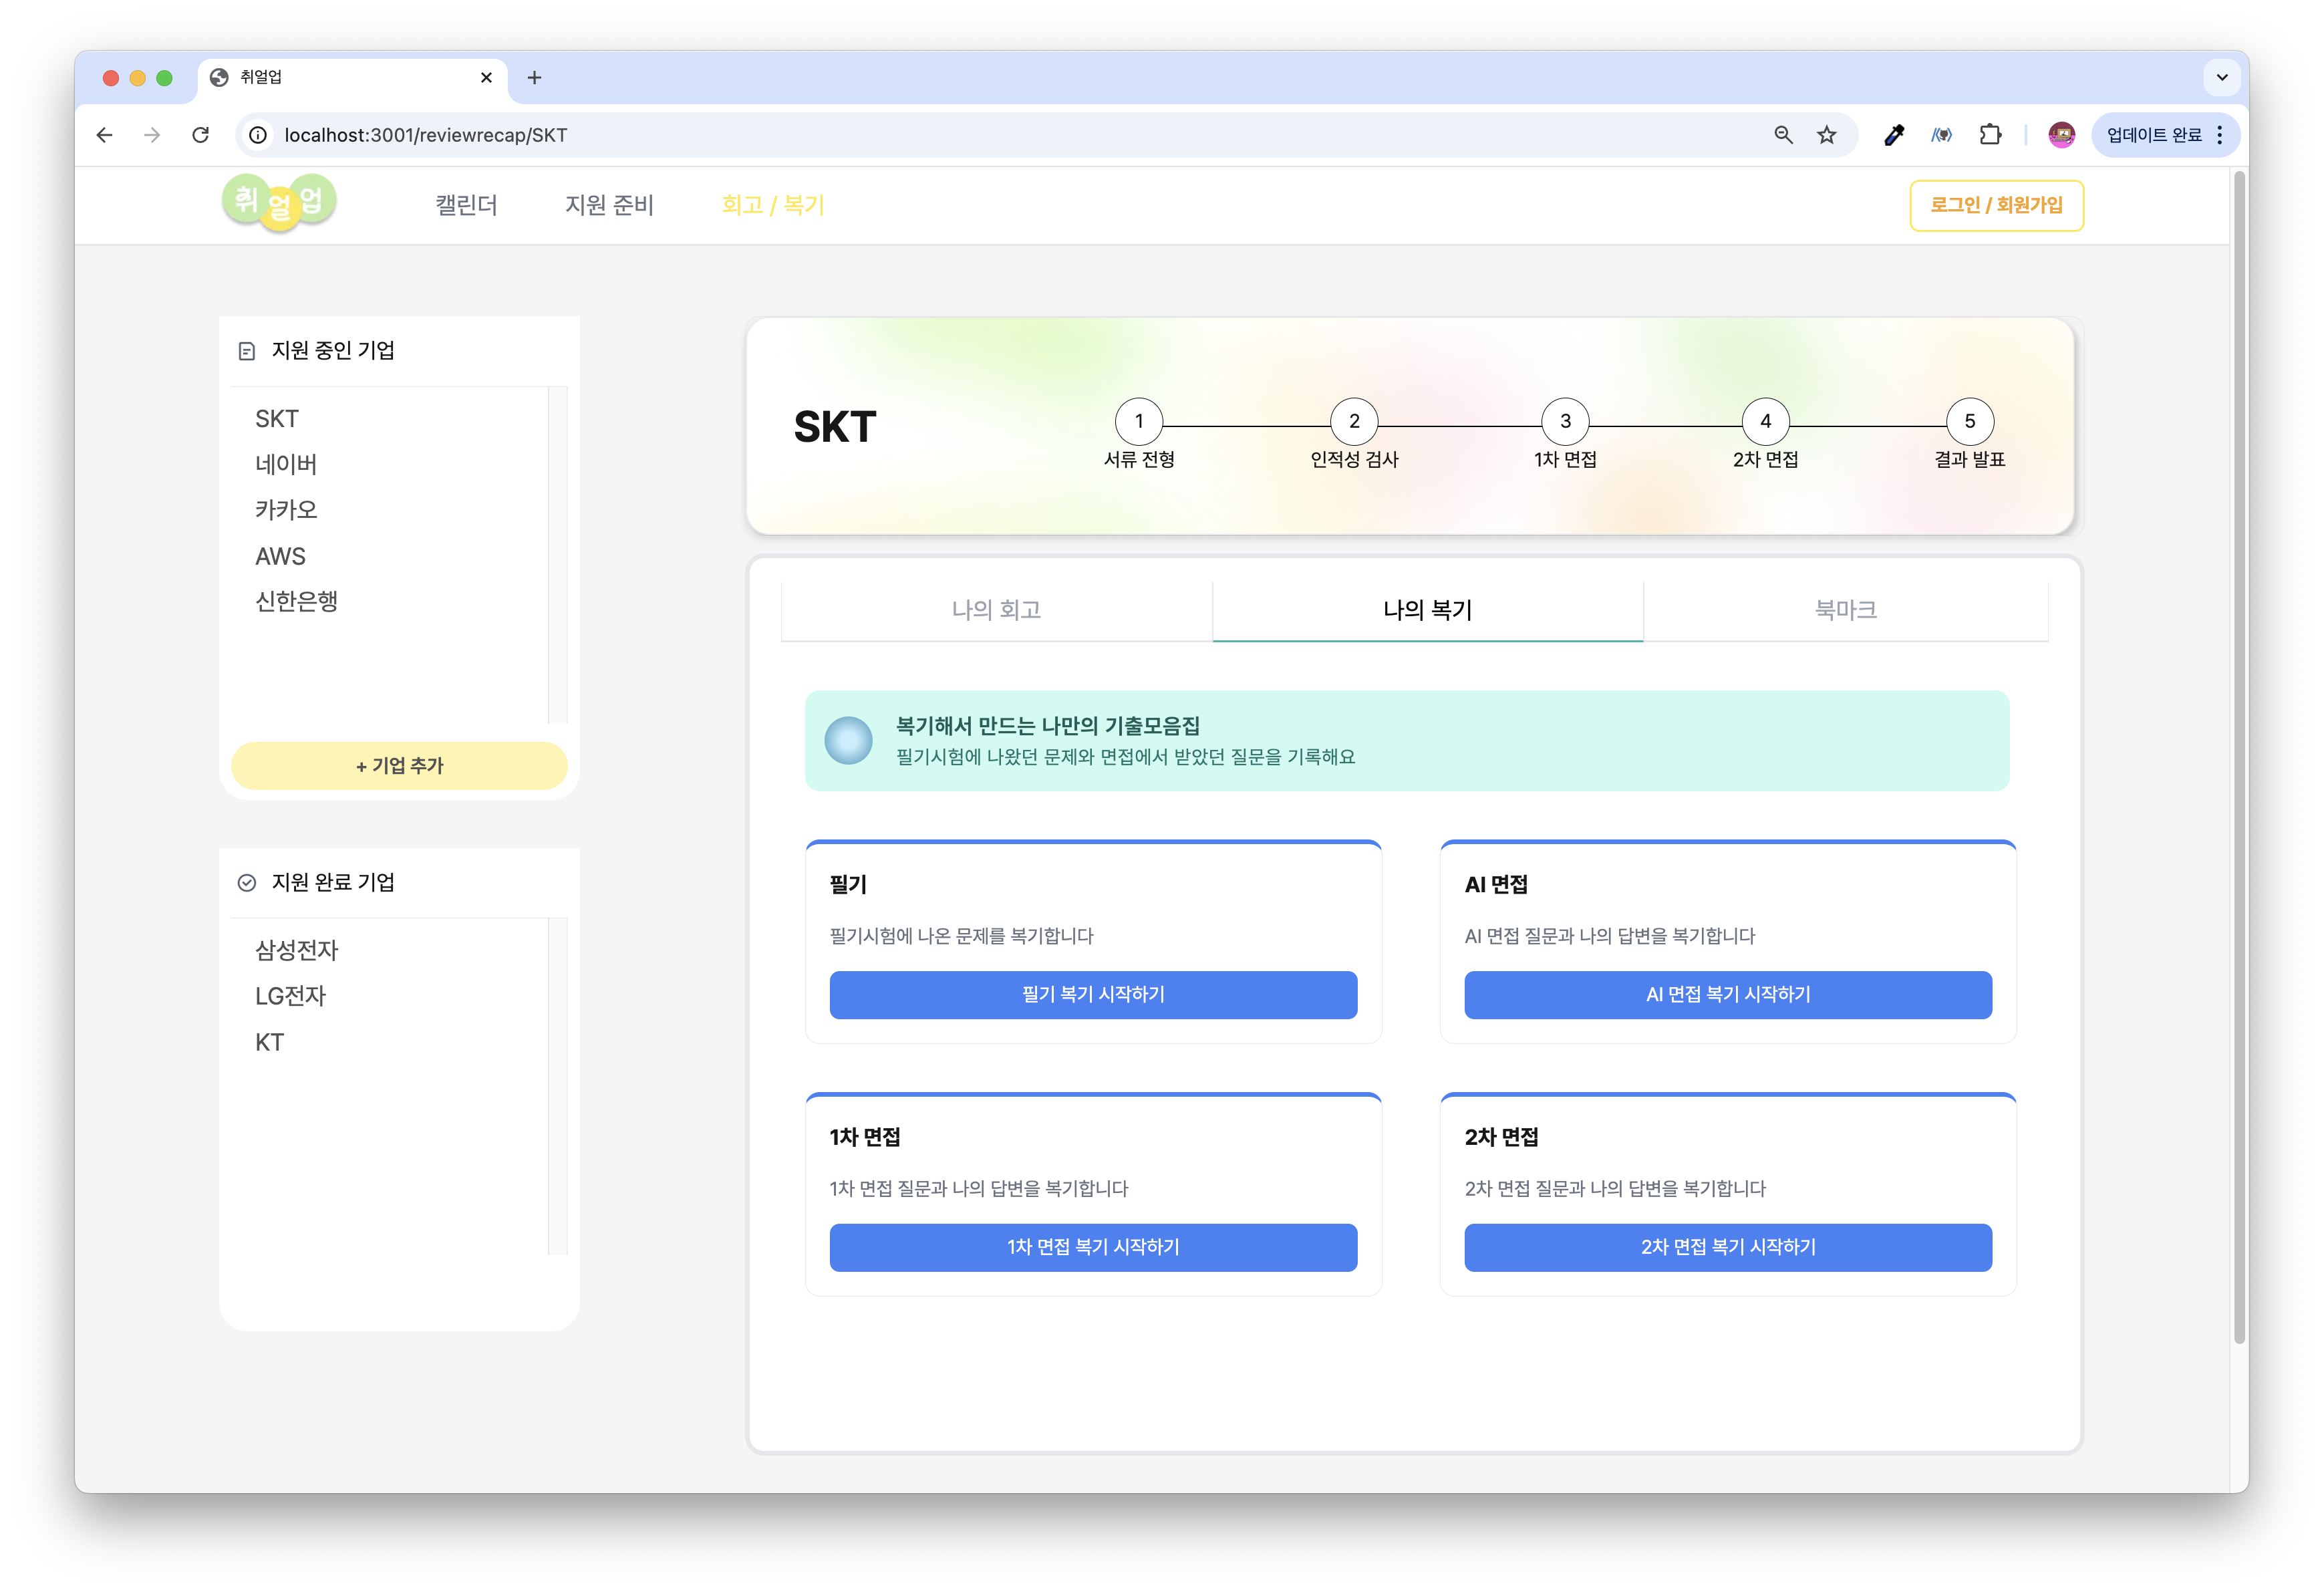 취얼업
localhost:3001/reviewrecap/SKT
업데이트 완료
취얼업
캘린더
지원 준비
회고 / 복기
로그인 / 회원가입
지원 중인 기업
SKT
네이버
카카오
AWS
신한은행
+ 기업 추가
지원 완료 기업
삼성전자
LG전자
KT
SKT
1
2
3
4
5
서류 전형
인적성 검사
1차 면접
2차 면접
결과 발표
나의 회고
나의 복기
북마크
복기해서 만드는 나만의 기출모음집
필기시험에 나왔던 문제와 면접에서 받았던 질문을 기록해요
필기
필기시험에 나온 문제를 복기합니다
필기 복기 시작하기
AI 면접
AI 면접 질문과 나의 답변을 복기합니다
AI 면접 복기 시작하기
1차 면접
1차 면접 질문과 나의 답변을 복기합니다
1차 면접 복기 시작하기
2차 면접
2차 면접 질문과 나의 답변을 복기합니다
2차 면접 복기 시작하기